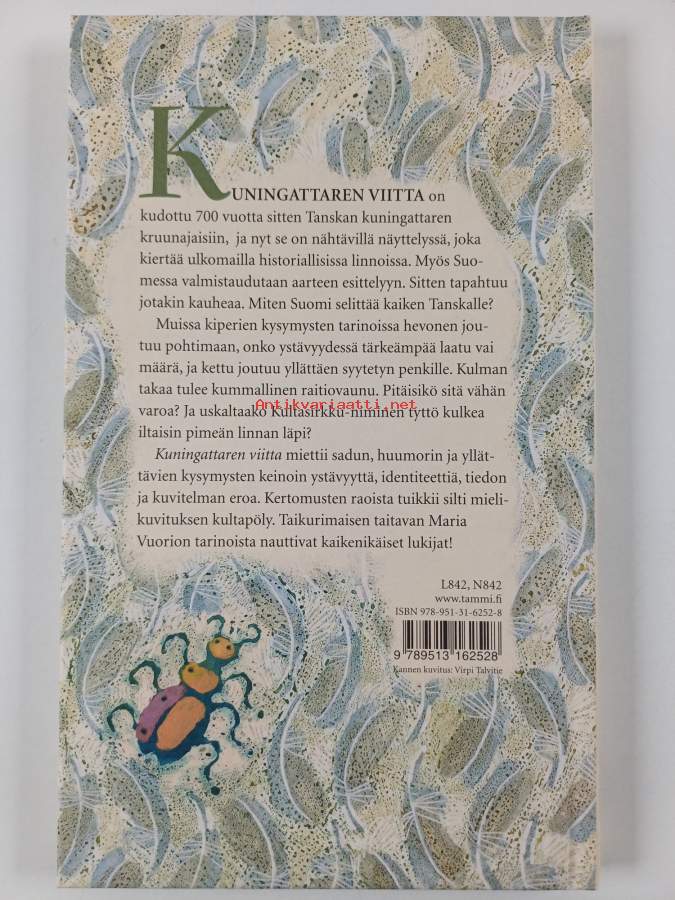 KUNINGATTAREN VIITTA on
kudottu 700 vuotta sitten Tanskan kuningattaren
kruunajaisiin, ja nyt se on nähtävillä näyttelyssä, joka
kiertää ulkomailla historiallisissa linnoissa. Myös Suo-
messa valmistaudutaan aarteen esittelyyn. Sitten tapahtuu
jotakin kauheaa. Miten Suomi selittää kaiken Tanskalle?
Muissa kiperien kysymysten tarinoissa hevonen jou-
tuu pohtimaan, onko ystävyydessä tärkeämpää laatu vai
määrä, ja kettu joutuu yllättäen syytetyn penkille. Kulman
takaa tulee kummallinen raitiovaunu. Pitäisikö sitä vähän
varoa? Ja uskaltaako Kultasirkku-niminen tyttö kulkea
Antikvariaatti.net
iltaisin pimeän linnan läpi?
Kuningattaren viitta miettii sadun, huumorin ja yllät-
tävien kysymysten keinoin ystävyyttä, identiteettiä, tiedon
ja kuvitelman eroa. Kertomusten raoista tuikkii silti mieli-
kuvituksen kultapöly. Taikurimaisen taitavan Maria
Vuorion tarinoista nauttivat kaikenikäiset lukijat!
L842, N842
www.tammi.fi
ISBN 978-951-31-6252-8
9 789513 162528
Kannen kuvitus: Virpi Talvitie